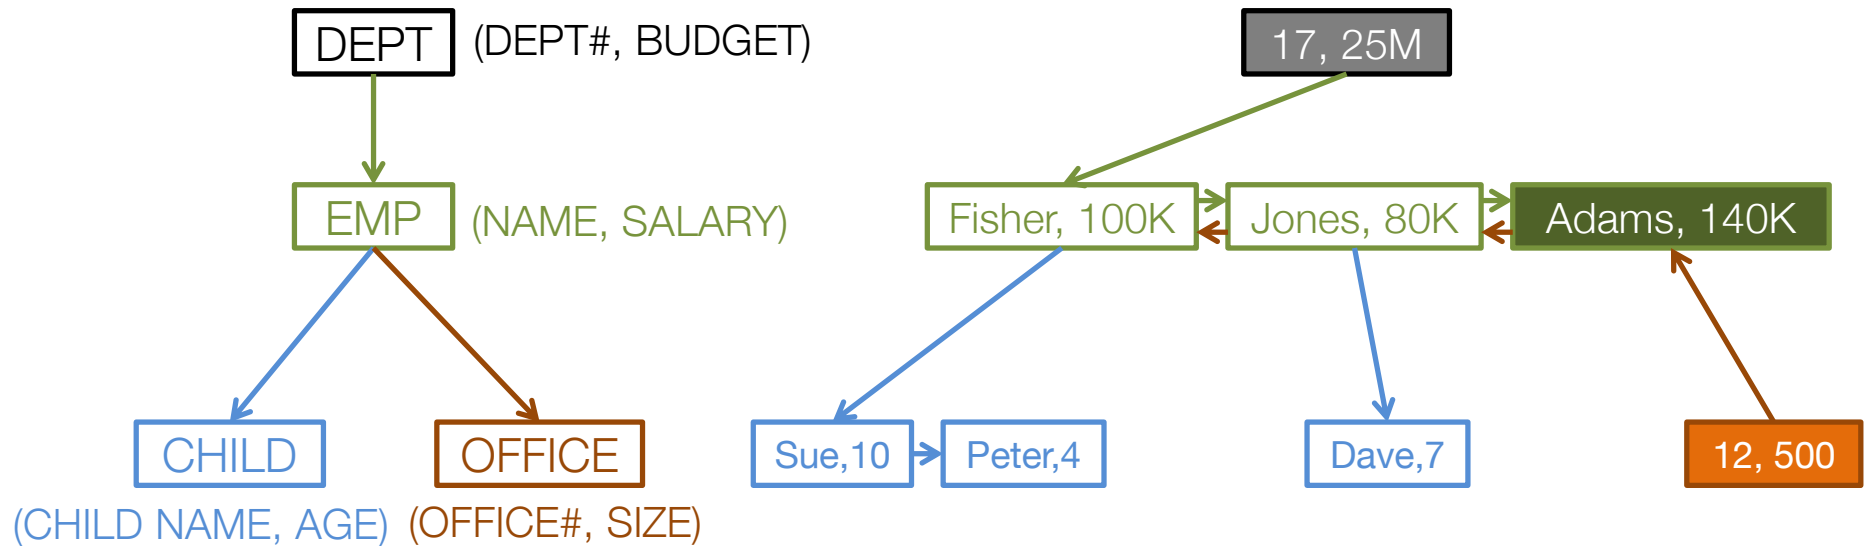 DEPT (DEPT#, BUDGET) 17, 25M
EMP (NAME, SALARY) Fisher, 100K Jones, 80K Adams, 140K
CHILD OFFICE Sue,10 Peter,4 Dave,7 12, 500
(CHILD NAME, AGE) (OFFICE#, SIZE)